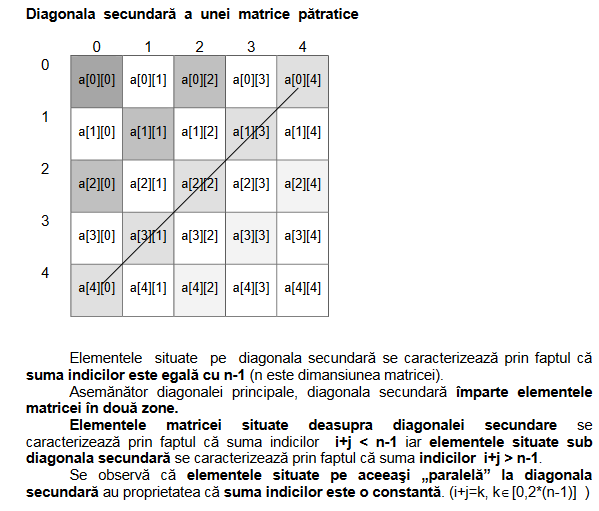 Diagonala secundară a unei matrice pătratice
0 1 2 3 4
0 a[0][0] a[0][1] a[0][2] a[0][3] a[0][4]
1 a[1][0] a[1][1] a[1][2] a[1][3] a[1][4]
2 a[2][0] a[2][1] a[2][2] a[2][3] a[2][4]
3 a[3][0] a[3][1] a[3][2] a[3][3] a[3][4]
4 a[4][0] a[4][1] a[4][2] a[4][3] a[4][4]
Elementele situate pe diagonala secundară se caracterizează prin faptul că
suma indicilor este egală cu n-1 (n este dimansiunea matricei).
Asemănător diagonalei principale, diagonala secundară împarte elementele
matricei în două zone.
Elementele matricei situate deasupra diagonalei secundare se
caracterizează prin faptul că suma indicilor i+j < n-1 iar elementele situate sub
diagonala secundară se caracterizează prin faptul că suma indicilor i+j > n-1.
Se observă că elementele situate pe aceeaşi „paralelă” la diagonala
secundară au proprietatea că suma indicilor este o constantă. (i+j=k, k∈[0,2*(n-1)] )